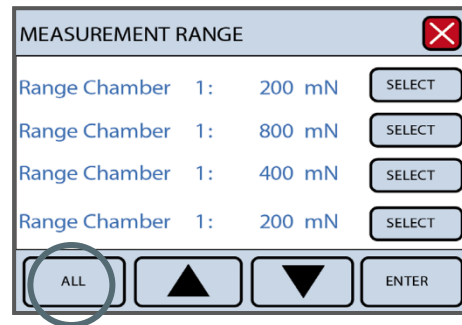 MEASUREMENT RANGE
Range Chamber 1: 200 mN SELECT
Range Chamber 1: 800 mN SELECT
Range Chamber 1: 400 mN SELECT
Range Chamber 1: 200 mN SELECT
ALL ENTER